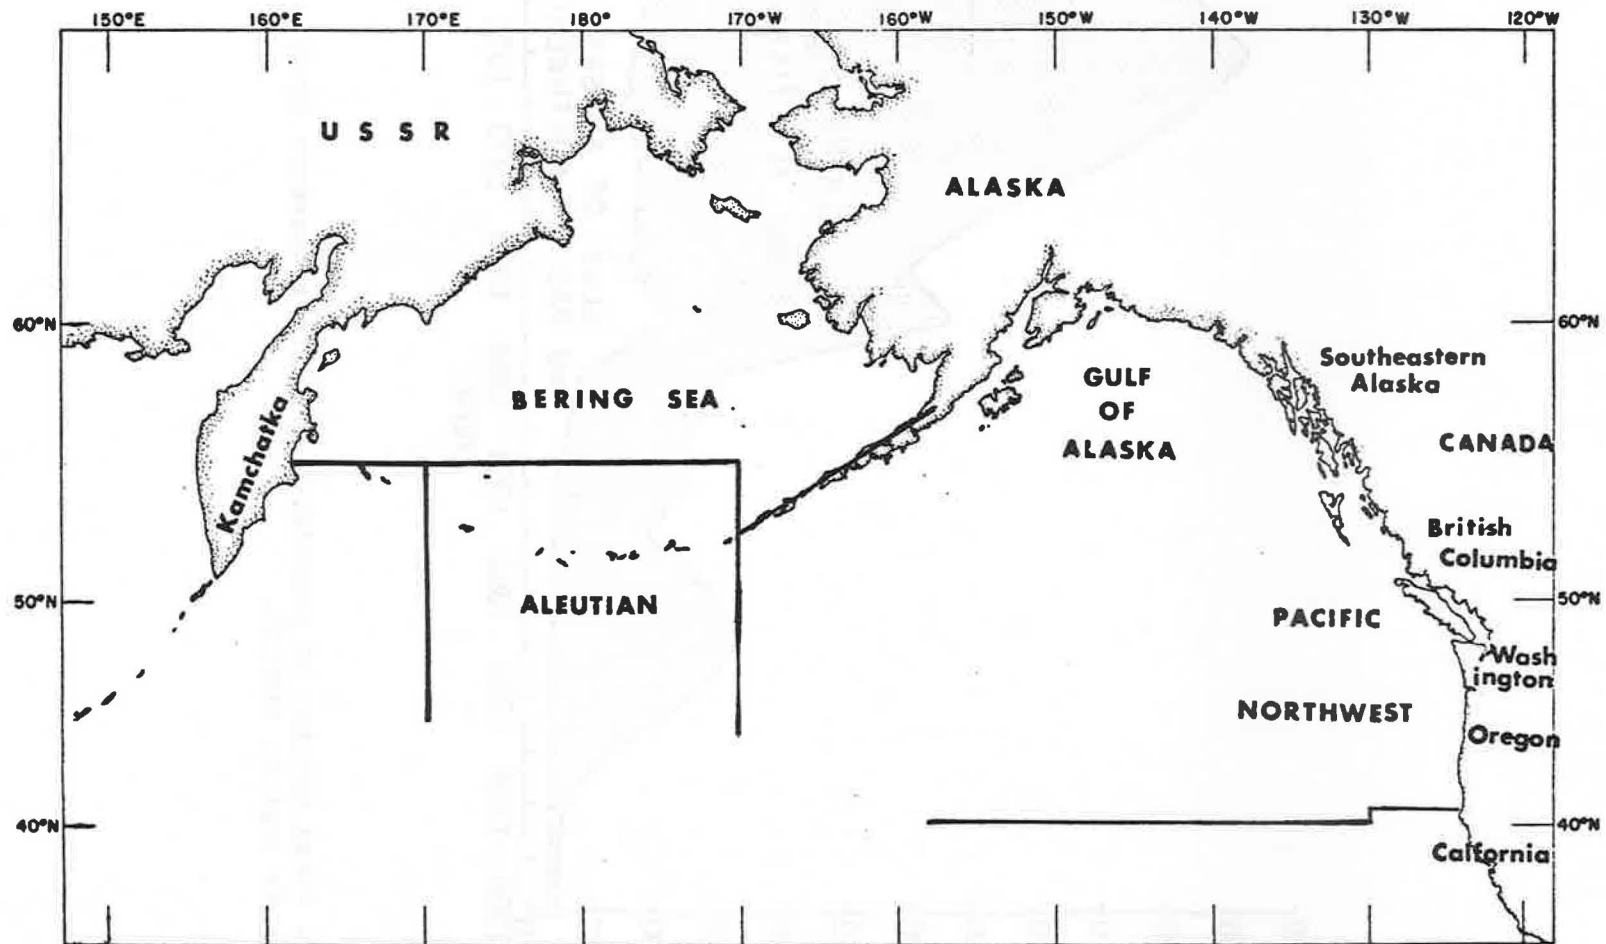 150°E 160°E 170°E 180° 170°W 160°W 150°W 140°W 130°W 120°W
USSR
ALASKA
60°N 60°N
Southeastern
Alaska
GULF
OF
ALASKA
BERING SEA
CANADA
Kamchatka
British
Columbia
50°N 50°N
ALEUTIAN
PACIFIC
Wash
ington
NORTHWEST
Oregon
40°N 40°N
Calfornia